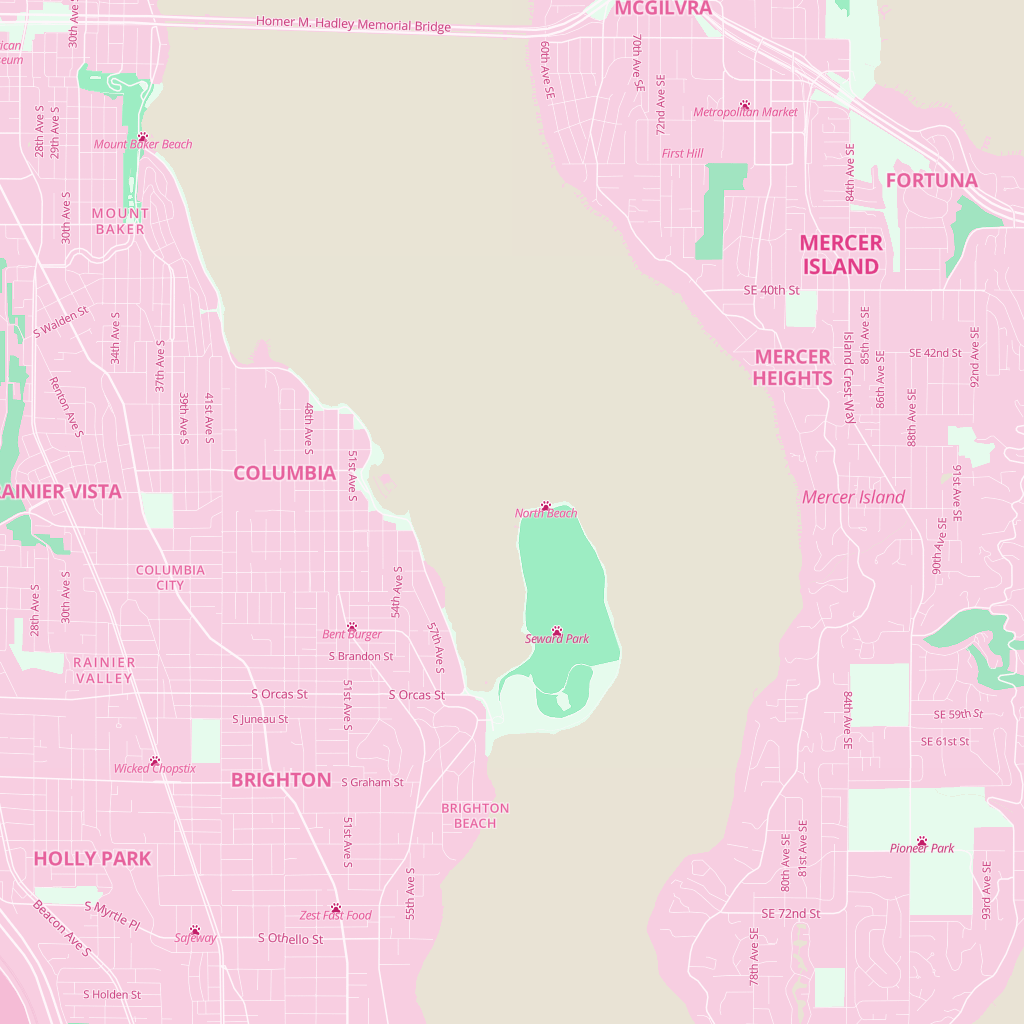 MCGILVRA
Homer M. Hadley Memorial Bridge
30th Ave S
rican
seum
60th Ave SE
70th Ave SE
72nd Ave SE
Metropolitan Market
28th Ave S
29th Ave S
Mount Baker Beach
First Hill
84th Ave SE
FORTUNA
30th Ave S
MOUNT
BAKER
MERCER
ISLAND
SE 40th St
S Walden St
34th Ave S
37th Ave S
Island Crest Way
85th Ave SE
86th Ave SE
SE 42nd St
92nd Ave SE
MERCER
HEIGHTS
Renton Ave S
39th Ave S
41st Ave S
48th Ave S
88th Ave SE
COLUMBIA
51st Ave S
91st Ave SE
RAINIER VISTA
Mercer Island
North Beach
90th Ave SE
COLUMBIA
CITY
28th Ave S
30th Ave S
54th Ave S
57th Ave S
Bent Burger
Seward Park
S Brandon St
RAINIER
VALLEY
S Orcas St
S Orcas St
51st Ave S
84th Ave SE
S Juneau St
SE 59th St
SE 61st St
Wicked Chopstix
BRIGHTON
S Graham St
BRIGHTON
BEACH
51st Ave S
80th Ave SE
81st Ave SE
Pioneer Park
HOLLY PARK
55th Ave S
93rd Ave SE
Beacon Ave S
S Myrtle Pl
Zest Fast Food
SE 72nd St
Safeway
S Othello St
78th Ave SE
S Holden St